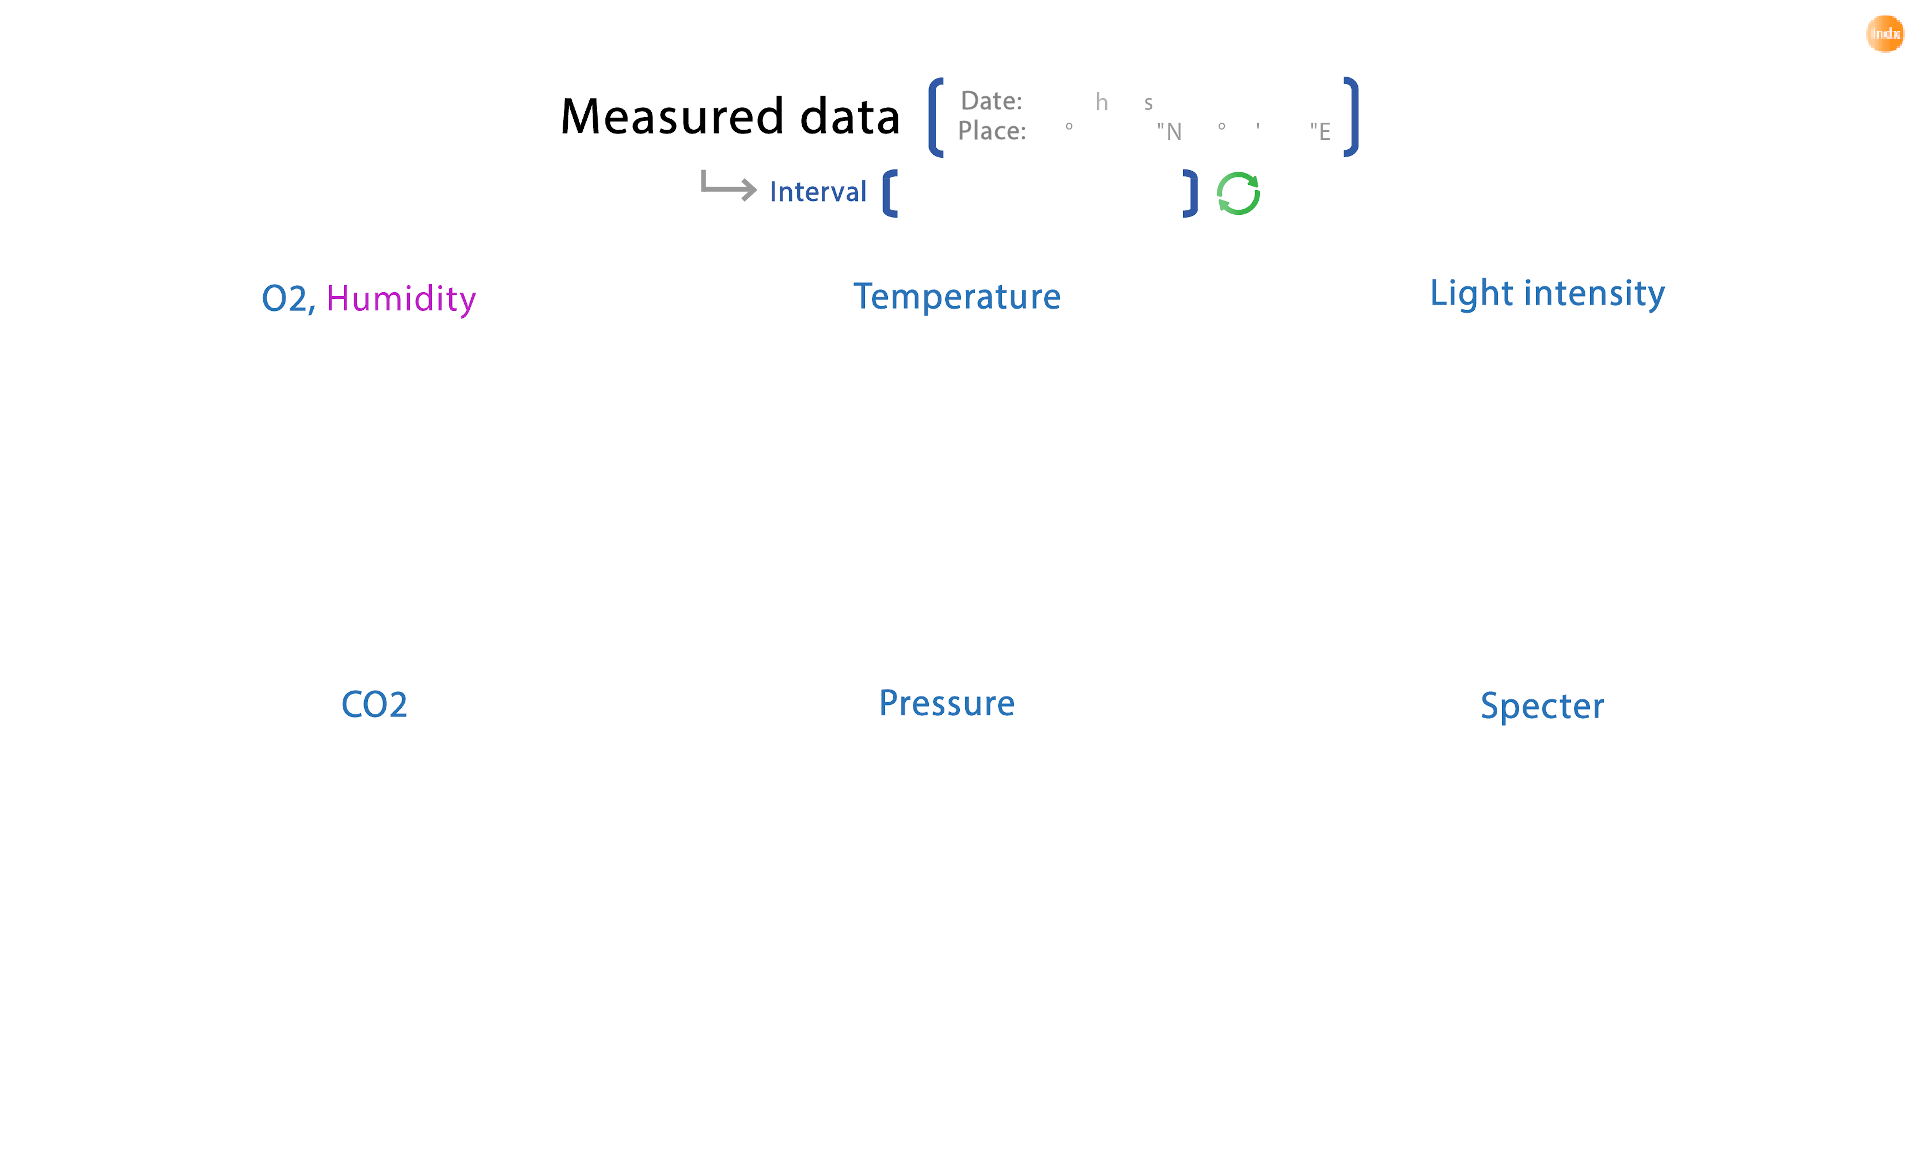 Indx
Measured data
Date: h s
Place: ° "N ° ' "E
Interval
O2, Humidity
Temperature
Light intensity
CO2
Pressure
Specter